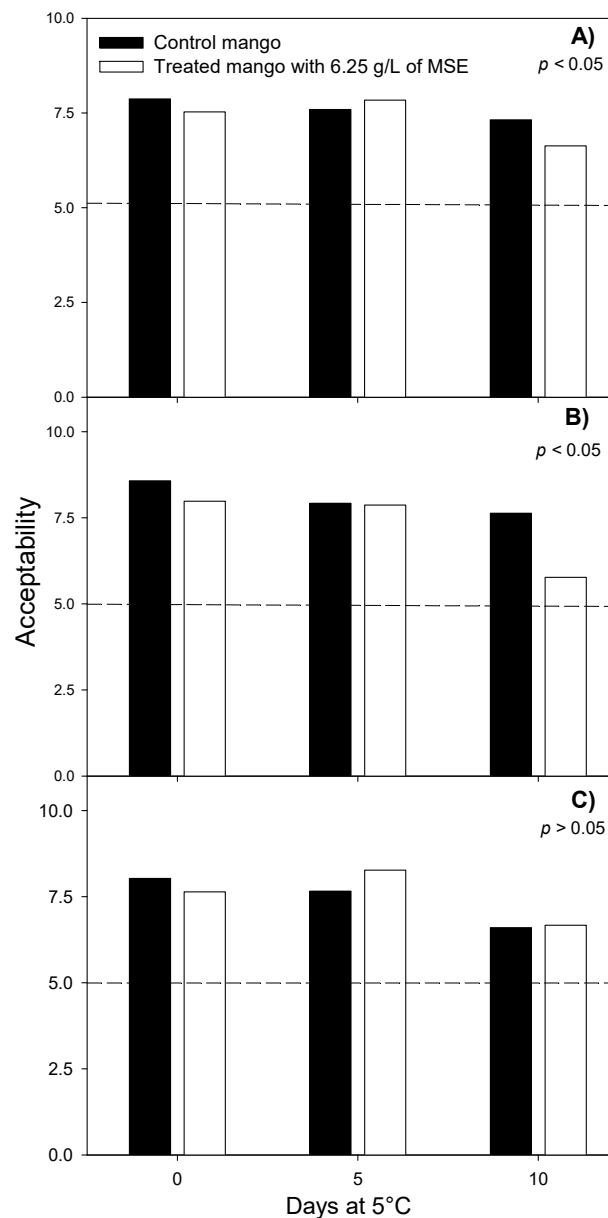 10.0
Control mango
A)
Treated mango with 6.25 g/L of MSE
p < 0.05
7.5
5.0
2.5
0.0
B)
10.0
p < 0.05
7.5
5.0
2.5
0.0
Acceptability
C)
10.0
p > 0.05
7.5
5.0
2.5
0.0
0 5 10
Days at 5°C